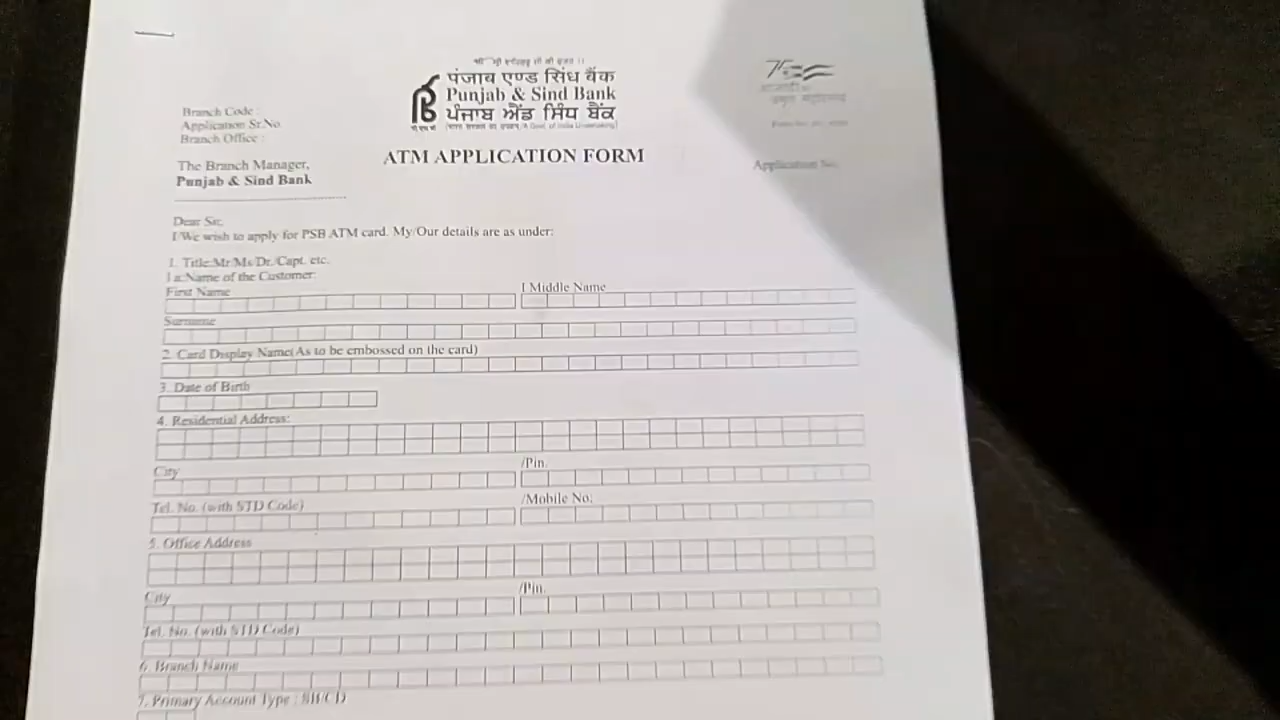 पंजाब एण्ड सिंध बैंक
Punjab & Sind Bank
ਪੰਜਾਬ ਐਂਡ ਸਿੰਧ ਬੈਂਕ
Branch Code :
Application Sr.No.
Branch Office :
ATM APPLICATION FORM
The Branch Manager,
Punjab & Sind Bank
Application No.
Dear Sir,
I/We wish to apply for PSB ATM card. My/Our details are as under:
1. Title:Mr/Ms/Dr./Capt. etc.
1a:Name of the Customer:
First Name
Middle Name
Surname
2. Card Display Name(As to be embossed on the card)
3. Date of Birth
4. Residential Address:
City
/Pin.
Tel. No. (with STD Code)
/Mobile No.
5. Office Address
City
/Pin.
Tel. No. (with STD Code)
6. Branch Name
7. Primary Account Type :